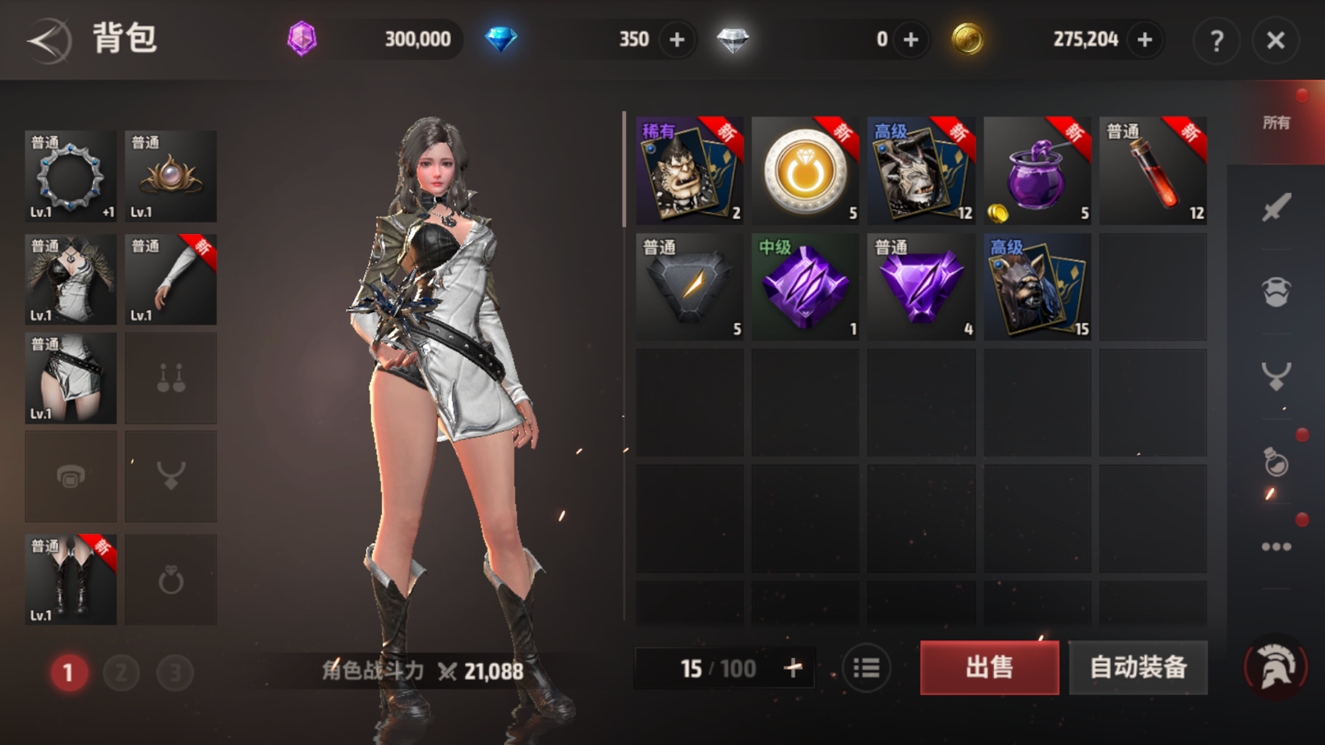 背包
300,000
350 +
0 +
275,204 +
?
普通
Lv.1
+1
普通
Lv.1
普通
Lv.1
普通
新
Lv.1
普通
Lv.1
普通
新
Lv.1
1
2
3
角色战斗力 21,088
稀有
新
2
新
5
高级
新
12
新
5
普通
新
12
普通
5
中级
1
普通
4
高级
15
15 / 100 +
出售
自动装备
所有